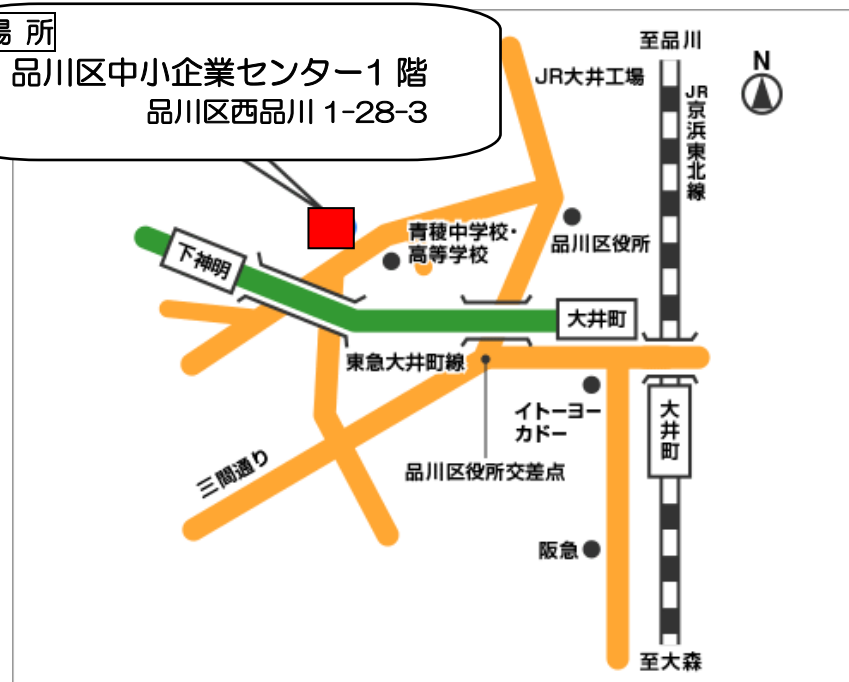 場 所
品川区中小企業センター1 階
品川区西品川 1-28-3
至品川
N
JR大井工場
JR京浜東北線
青稜中学校・
高等学校
品川区役所
下神明
大井町
東急大井町線
イトーヨー
カドー
大井町
三間通り
品川区役所交差点
阪急
至大森